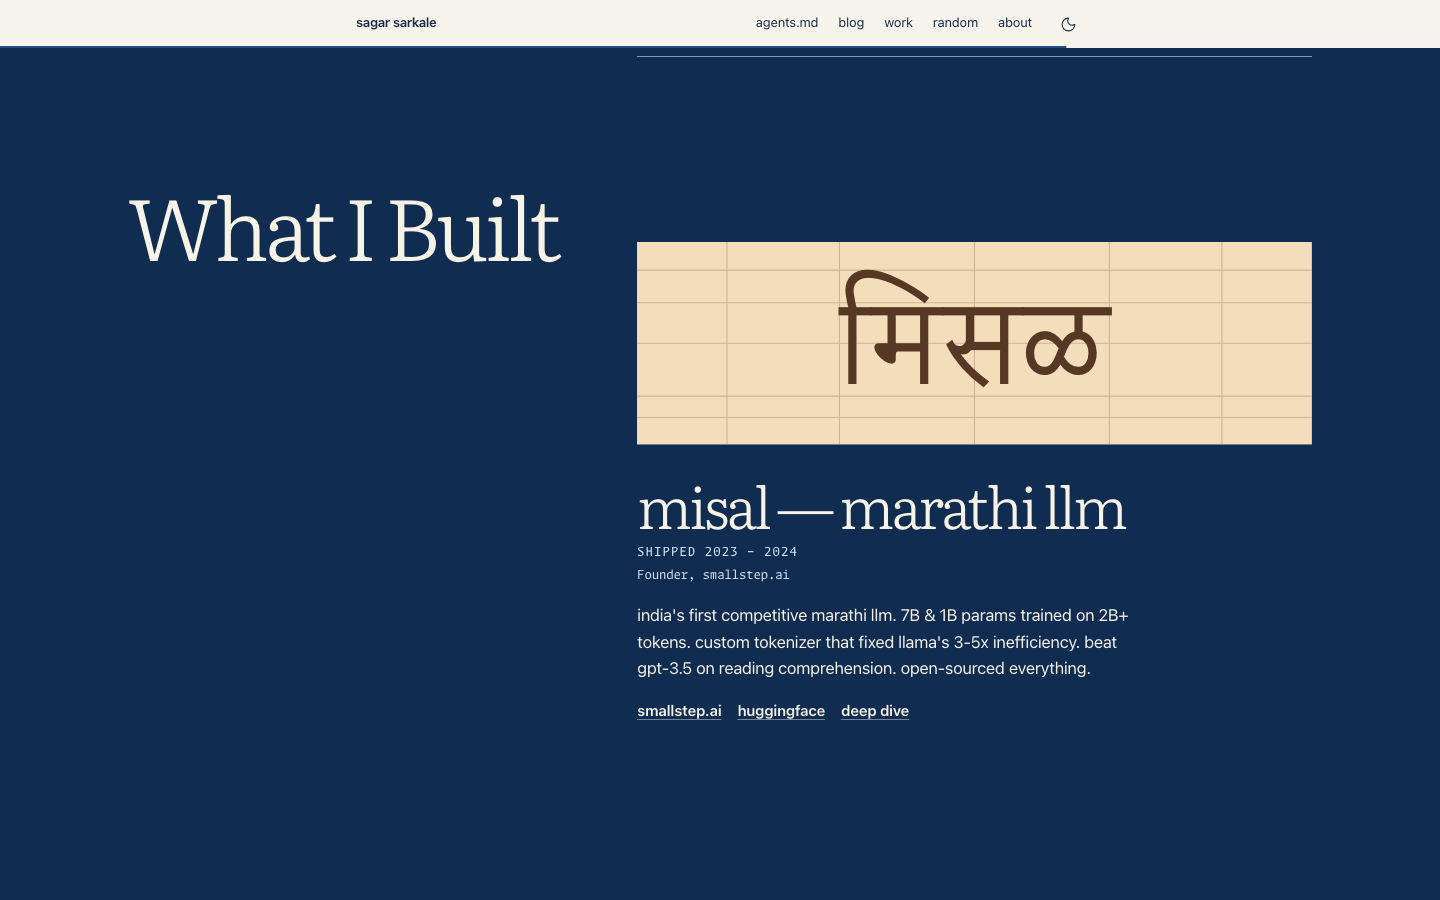 sagar sarkale
agents.md blog work random about
What I Built
मिसळ
misal — marathi llm
SHIPPED 2023 – 2024
Founder, smallstep.ai
india's first competitive marathi llm. 7B & 1B params trained on 2B+
tokens. custom tokenizer that fixed llama's 3-5x inefficiency. beat
gpt-3.5 on reading comprehension. open-sourced everything.
smallstep.ai huggingface deep dive